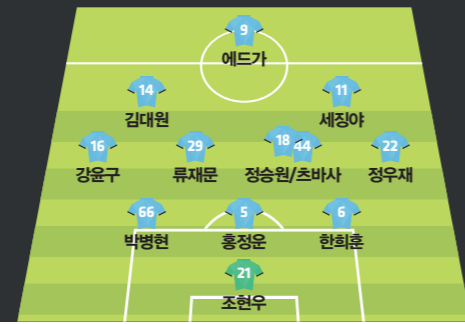 9
에드가
14 11
김대원 세징야
16 29 18 44 22
강윤구 류재문 정승원/츠바사 정우재
66 5 6
박병현 홍정운 한희훈
21
조현우